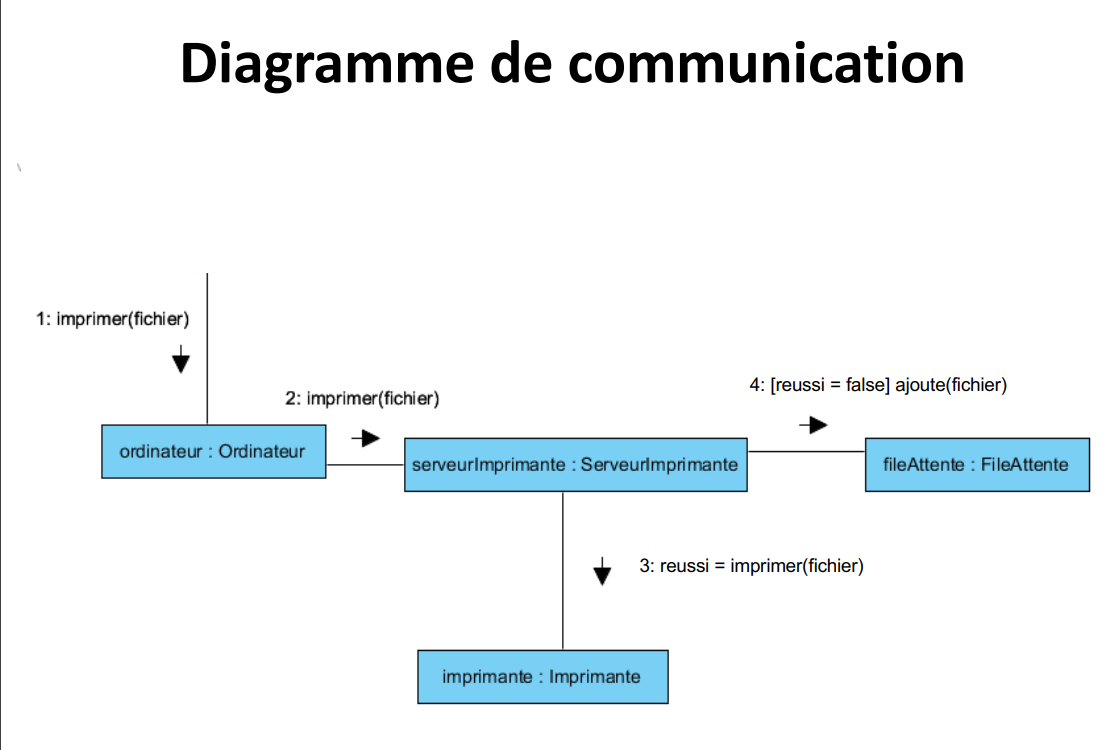 Diagramme de communication
1: imprimer(fichier)
2: imprimer(fichier)
4: [reussi = false] ajoute(fichier)
ordinateur : Ordinateur
serveurImprimante : ServeurImprimante
fileAttente : FileAttente
3: reussi = imprimer(fichier)
imprimante : Imprimante